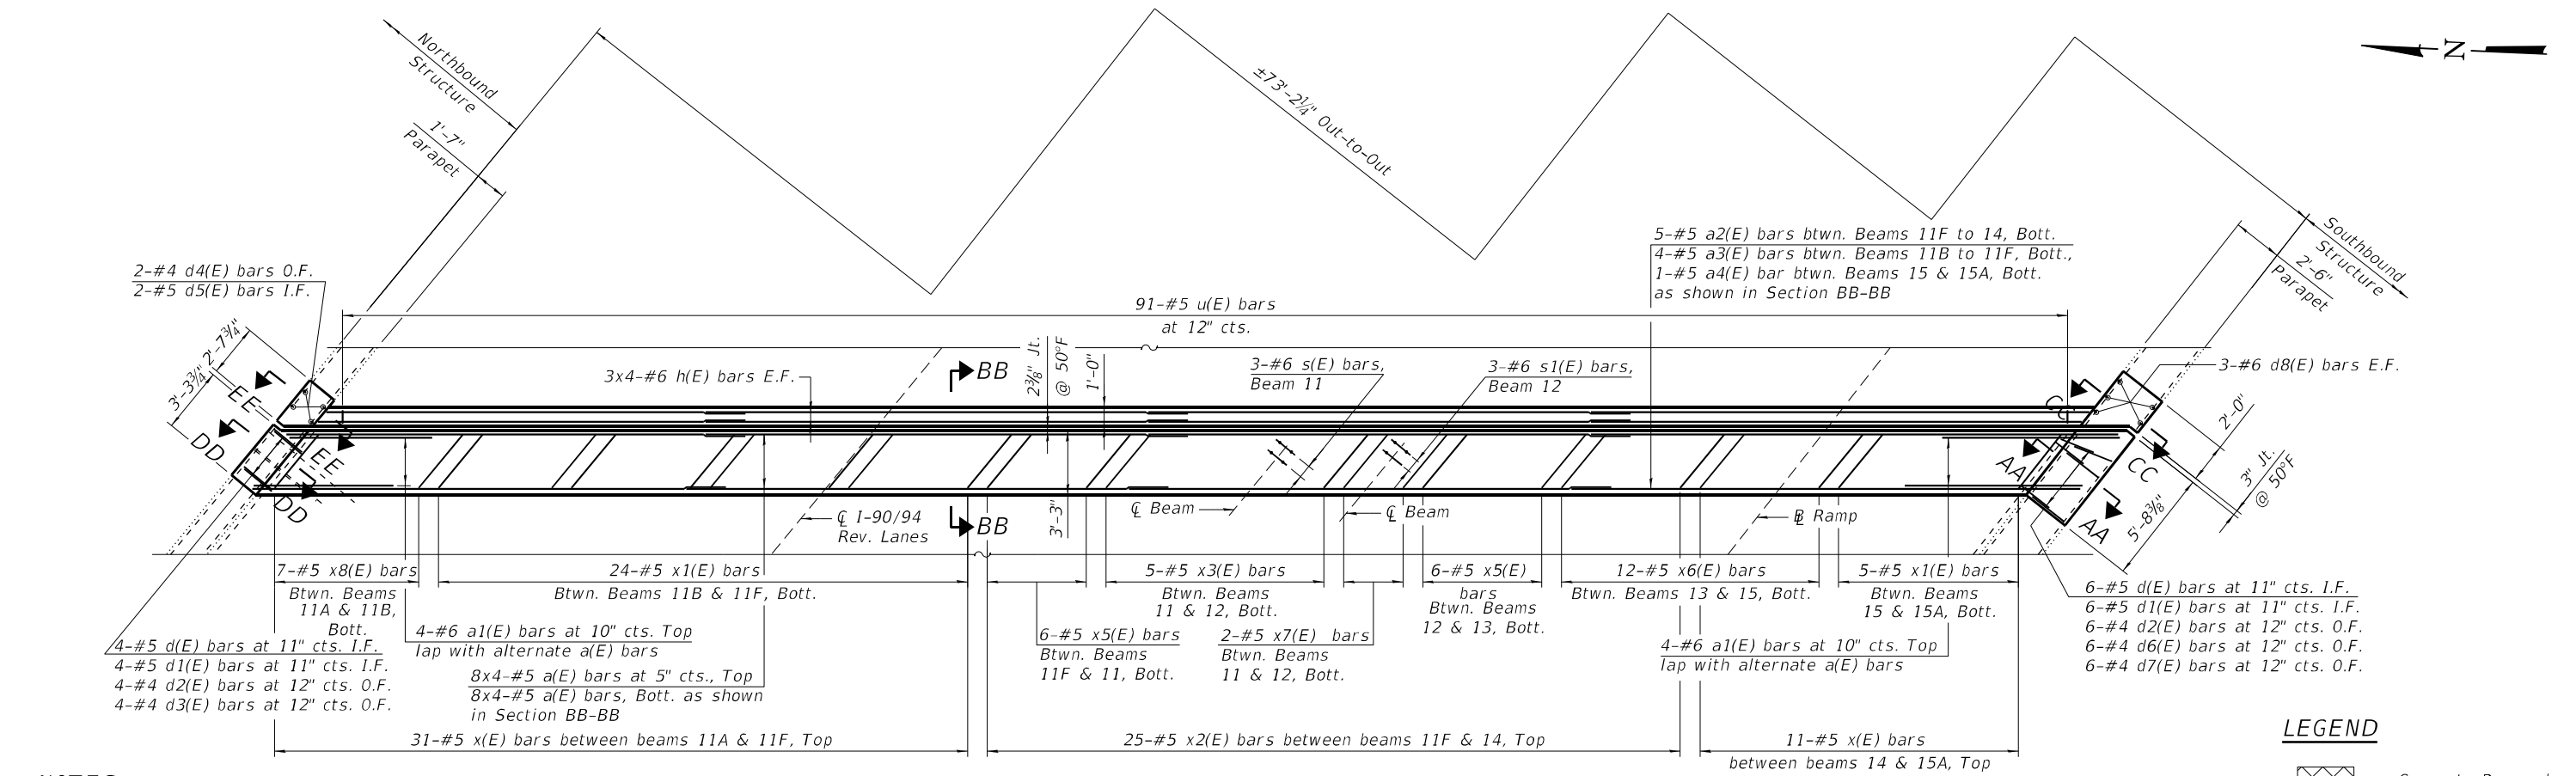 Northbound
Structure
1'-7"
Parapet
±73'-2¼" Out-to-Out
N
Southbound
Structure
2'-6"
Parapet
5-#5 a2(E) bars btwn. Beams 11F to 14, Bott.
4-#5 a3(E) bars btwn. Beams 11B to 11F, Bott.,
1-#5 a4(E) bar btwn. Beams 15 & 15A, Bott.
as shown in Section BB-BB
2-#4 d4(E) bars O.F.
2-#5 d5(E) bars I.F.
91-#5 u(E) bars
at 12" cts.
3'-3¾"
2'-7¾"
3x4-#6 h(E) bars E.F.
BB
2⅜" Jt.
@ 50°F
1'-0"
3-#6 s(E) bars,
Beam 11
3-#6 s1(E) bars,
Beam 12
3-#6 d8(E) bars E.F.
EE
DD
EE
DD
CC
AA
CC
AA
2'-0"
3" Jt.
@ 50°F
5'-8⅜"
℄ I-90/94
Rev. Lanes
BB
3'-3"
℄ Beam
℄ Beam
B Ramp
7-#5 x8(E) bars
Btwn. Beams
11A & 11B,
Bott.
24-#5 x1(E) bars
Btwn. Beams 11B & 11F, Bott.
5-#5 x3(E) bars
Btwn. Beams
11 & 12, Bott.
6-#5 x5(E)
bars
Btwn. Beams
12 & 13, Bott.
12-#5 x6(E) bars
Btwn. Beams 13 & 15, Bott.
5-#5 x1(E) bars
Btwn. Beams
15 & 15A, Bott.
6-#5 d(E) bars at 11" cts. I.F.
6-#5 d1(E) bars at 11" cts. I.F.
6-#4 d2(E) bars at 12" cts. O.F.
6-#4 d6(E) bars at 12" cts. O.F.
6-#4 d7(E) bars at 12" cts. O.F.
4-#5 d(E) bars at 11" cts. I.F.
4-#5 d1(E) bars at 11" cts. I.F.
4-#4 d2(E) bars at 12" cts. O.F.
4-#4 d3(E) bars at 12" cts. O.F.
4-#6 a1(E) bars at 10" cts. Top
lap with alternate a(E) bars
8x4-#5 a(E) bars at 5" cts., Top
8x4-#5 a(E) bars, Bott. as shown
in Section BB-BB
6-#5 x5(E) bars
Btwn. Beams
11F & 11, Bott.
2-#5 x7(E) bars
Btwn. Beams
11 & 12, Bott.
4-#6 a1(E) bars at 10" cts. Top
lap with alternate a(E) bars
31-#5 x(E) bars between beams 11A & 11F, Top
25-#5 x2(E) bars between beams 11F & 14, Top
11-#5 x(E) bars
between beams 14 & 15A, Top
LEGEND